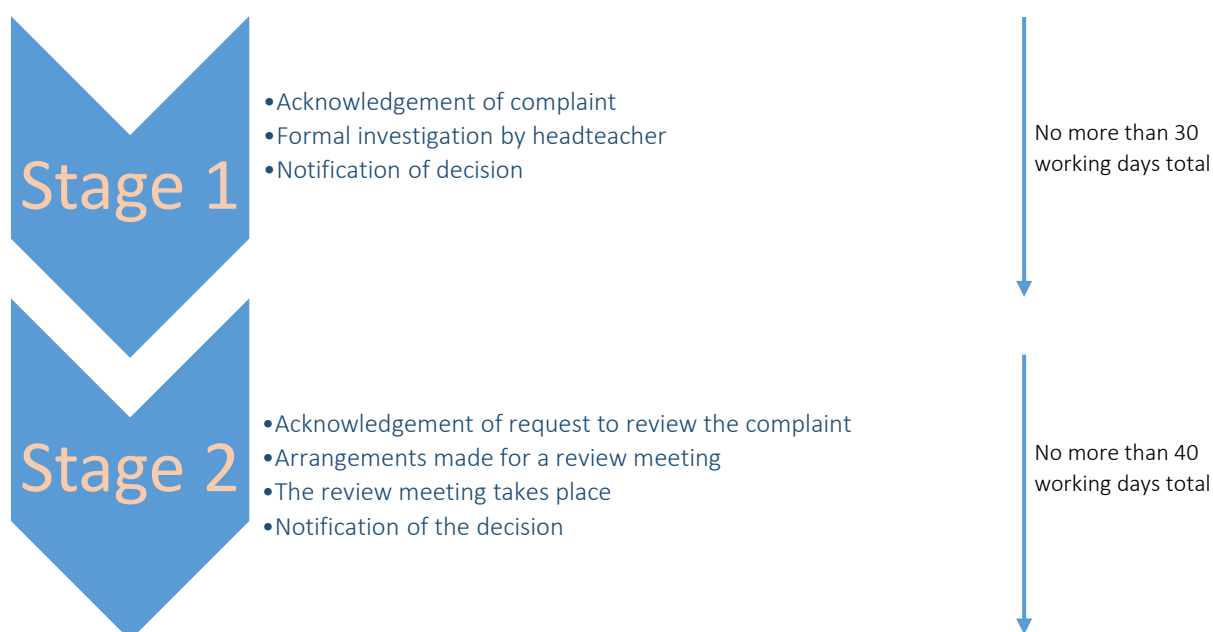 Stage 1
•Acknowledgement of complaint
•Formal investigation by headteacher
•Notification of decision
No more than 30
working days total
Stage 2
•Acknowledgement of request to review the complaint
•Arrangements made for a review meeting
•The review meeting takes place
•Notification of the decision
No more than 40
working days total